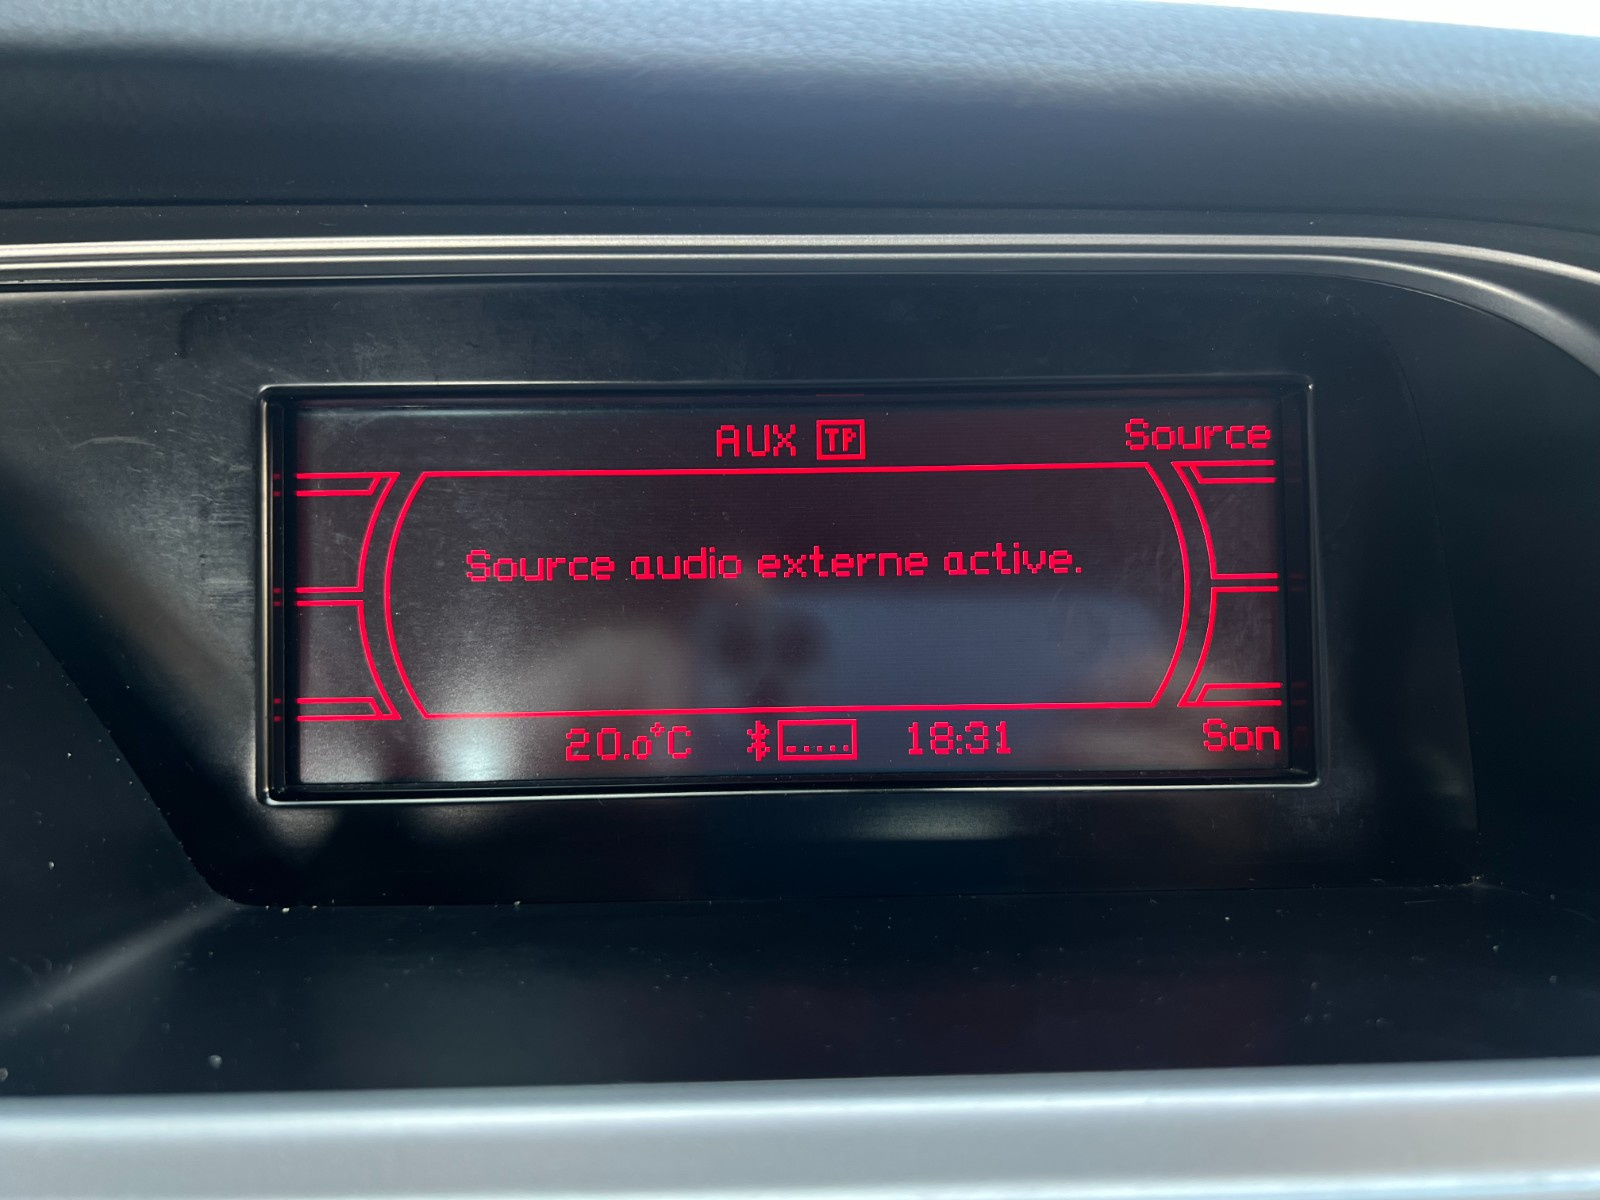 AUX TP
Source
Source audio externe active.
20.0°C 18:31
Son